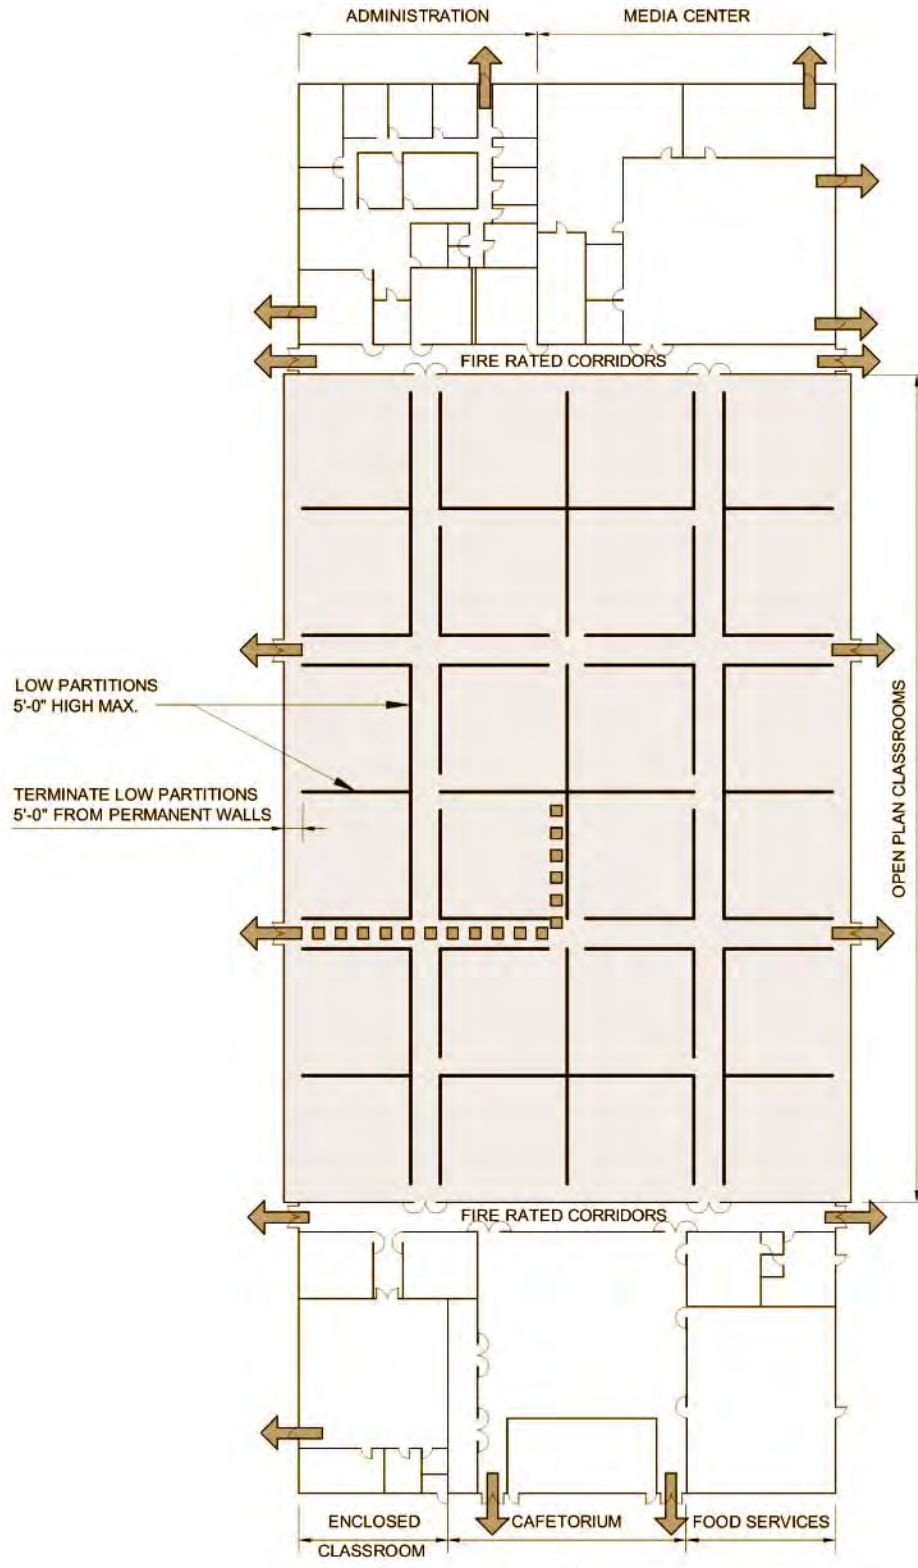 ADMINISTRATION
MEDIA CENTER
FIRE RATED CORRIDORS
LOW PARTITIONS
5'-0" HIGH MAX.
TERMINATE LOW PARTITIONS
5'-0" FROM PERMANENT WALLS
OPEN PLAN CLASSROOMS
FIRE RATED CORRIDORS
ENCLOSED
CLASSROOM
CAFETORIUM
FOOD SERVICES